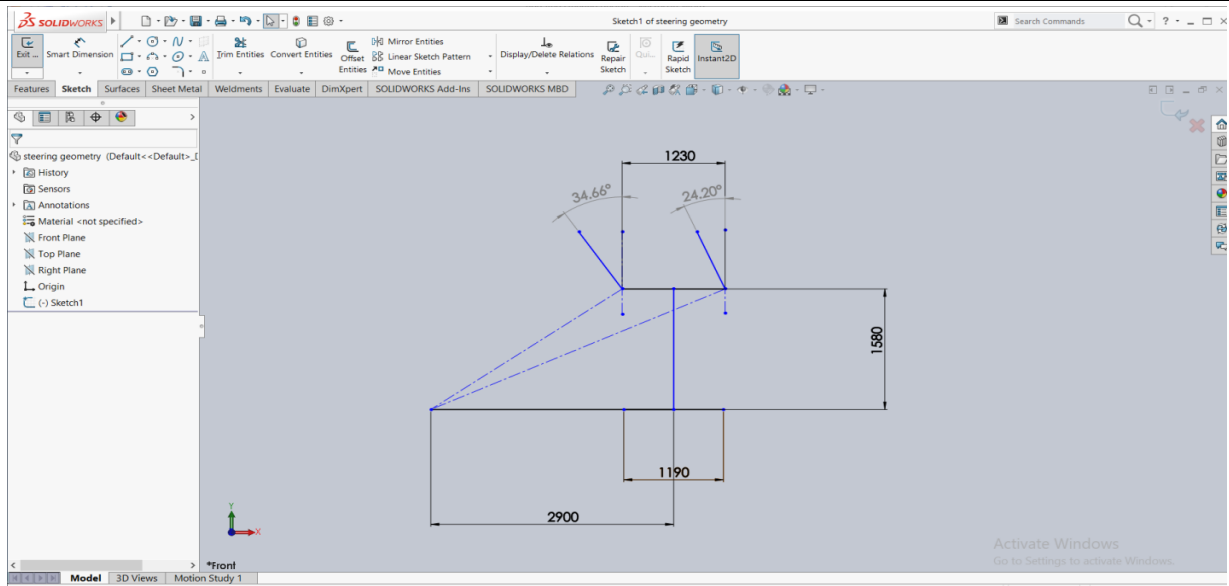 SOLIDWORKS
Sketch1 of steering geometry
Search Commands
Exit ...
Smart Dimension
Trim Entities
Convert Entities
Offset Entities
Mirror Entities
Linear Sketch Pattern
Move Entities
Display/Delete Relations
Repair Sketch
Qui...
Rapid Sketch
Instant2D
Features
Sketch
Surfaces
Sheet Metal
Weldments
Evaluate
DimXpert
SOLIDWORKS Add-Ins
SOLIDWORKS MBD
steering geometry (Default<<Default>_D
History
Sensors
Annotations
Material <not specified>
Front Plane
Top Plane
Right Plane
Origin
(-) Sketch1
1230
34.66°
24.20°
1580
1190
2900
Y
X
*Front
Activate Windows
Go to Settings to activate Windows.
Model
3D Views
Motion Study 1